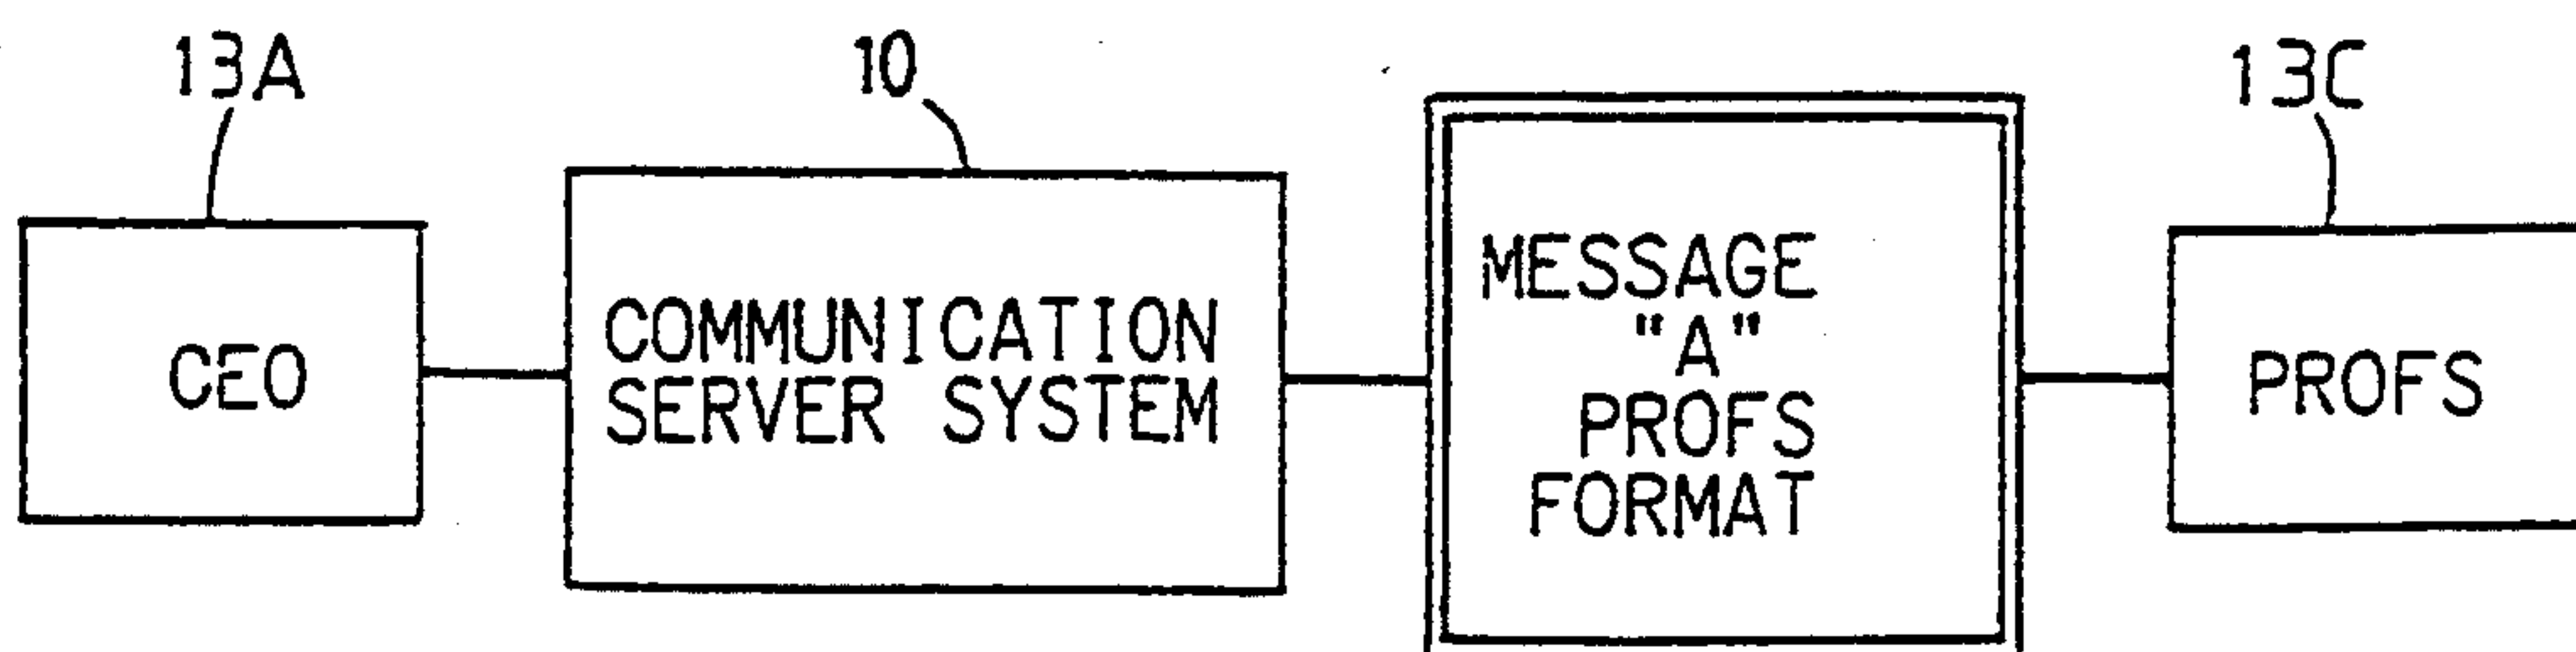 13A
10
13C
CEO
COMMUNICATION
SERVER SYSTEM
MESSAGE
"A"
PROFS
FORMAT
PROFS